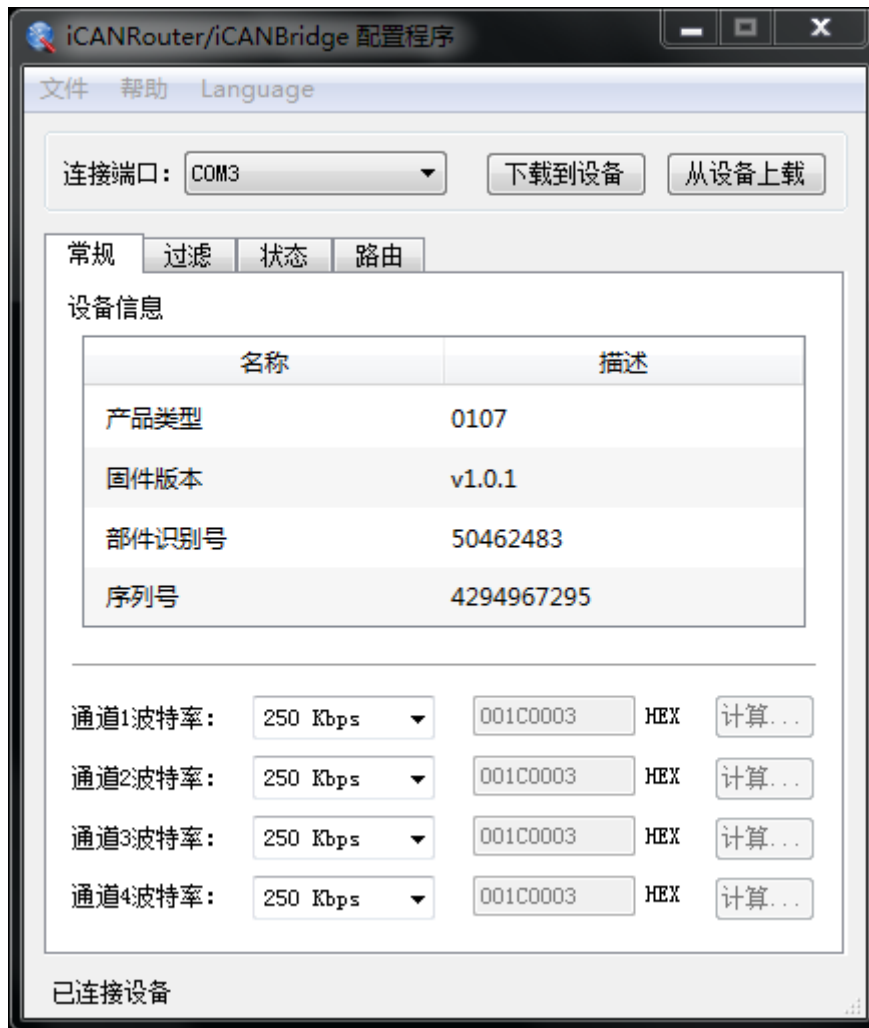 iCANRouter/iCANBridge 配置程序
文件 帮助 Language
连接端口: COM3 下载到设备 从设备上载
常规 过滤 状态 路由
设备信息
名称 描述
产品类型 0107
固件版本 v1.0.1
部件识别号 50462483
序列号 4294967295
通道1波特率: 250 Kbps 001C0003 HEX 计算...
通道2波特率: 250 Kbps 001C0003 HEX 计算...
通道3波特率: 250 Kbps 001C0003 HEX 计算...
通道4波特率: 250 Kbps 001C0003 HEX 计算...
已连接设备